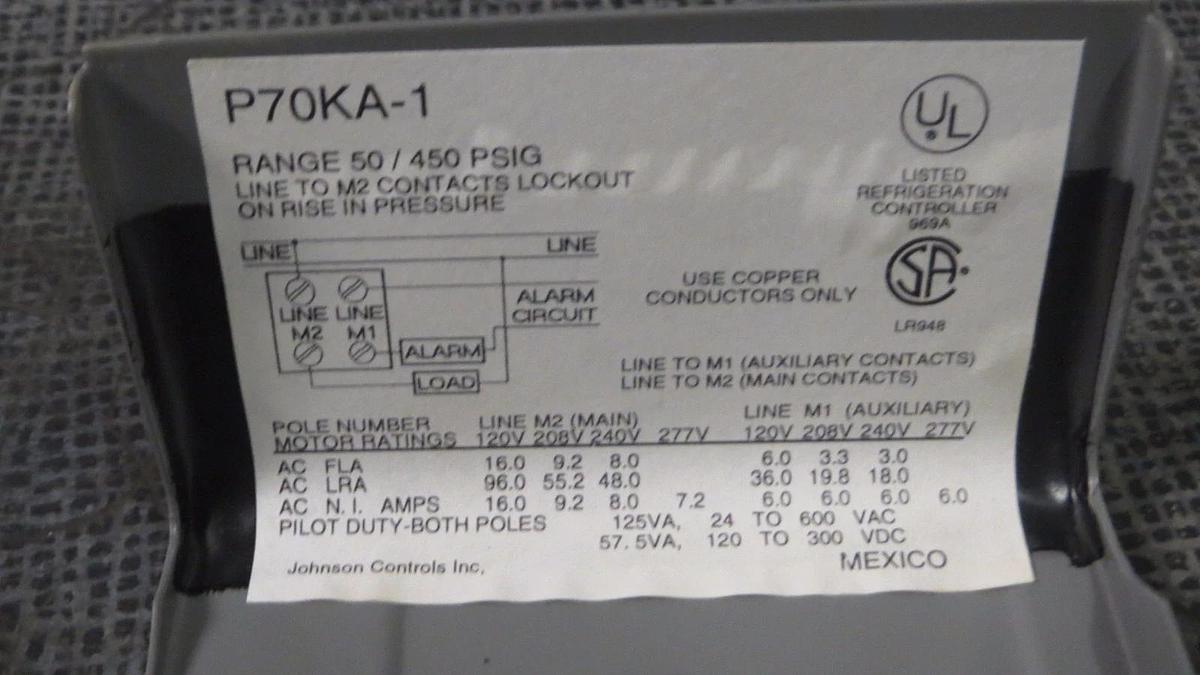 P70KA-1
UL
RANGE 50 / 450 PSIG
LINE TO M2 CONTACTS LOCKOUT
ON RISE IN PRESSURE
LISTED
REFRIGERATION
CONTROLLER
969A
LINE LINE
LINE LINE
M2 M1
ALARM
CIRCUIT
ALARM
LOAD
USE COPPER
CONDUCTORS ONLY
SA
LR948
LINE TO M1 (AUXILIARY CONTACTS)
LINE TO M2 (MAIN CONTACTS)
POLE NUMBER LINE M2 (MAIN) LINE M1 (AUXILIARY)
MOTOR RATINGS 120V 208V 240V 277V 120V 208V 240V 277V
AC FLA 16.0 9.2 8.0 6.0 3.3 3.0
AC LRA 96.0 55.2 48.0 36.0 19.8 18.0
AC N.I. AMPS 16.0 9.2 8.0 7.2 6.0 6.0 6.0 6.0
PILOT DUTY-BOTH POLES 125VA, 24 TO 600 VAC
57.5VA, 120 TO 300 VDC
Johnson Controls Inc, MEXICO